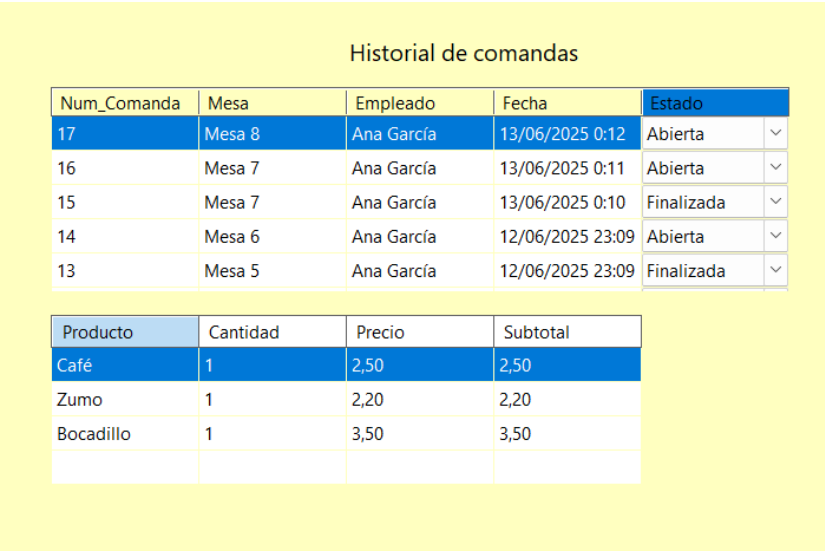 Historial de comandas
Num_Comanda Mesa Empleado Fecha Estado
17 Mesa 8 Ana García 13/06/2025 0:12 Abierta
16 Mesa 7 Ana García 13/06/2025 0:11 Abierta
15 Mesa 7 Ana García 13/06/2025 0:10 Finalizada
14 Mesa 6 Ana García 12/06/2025 23:09 Abierta
13 Mesa 5 Ana García 12/06/2025 23:09 Finalizada
Producto Cantidad Precio Subtotal
Café 1 2,50 2,50
Zumo 1 2,20 2,20
Bocadillo 1 3,50 3,50